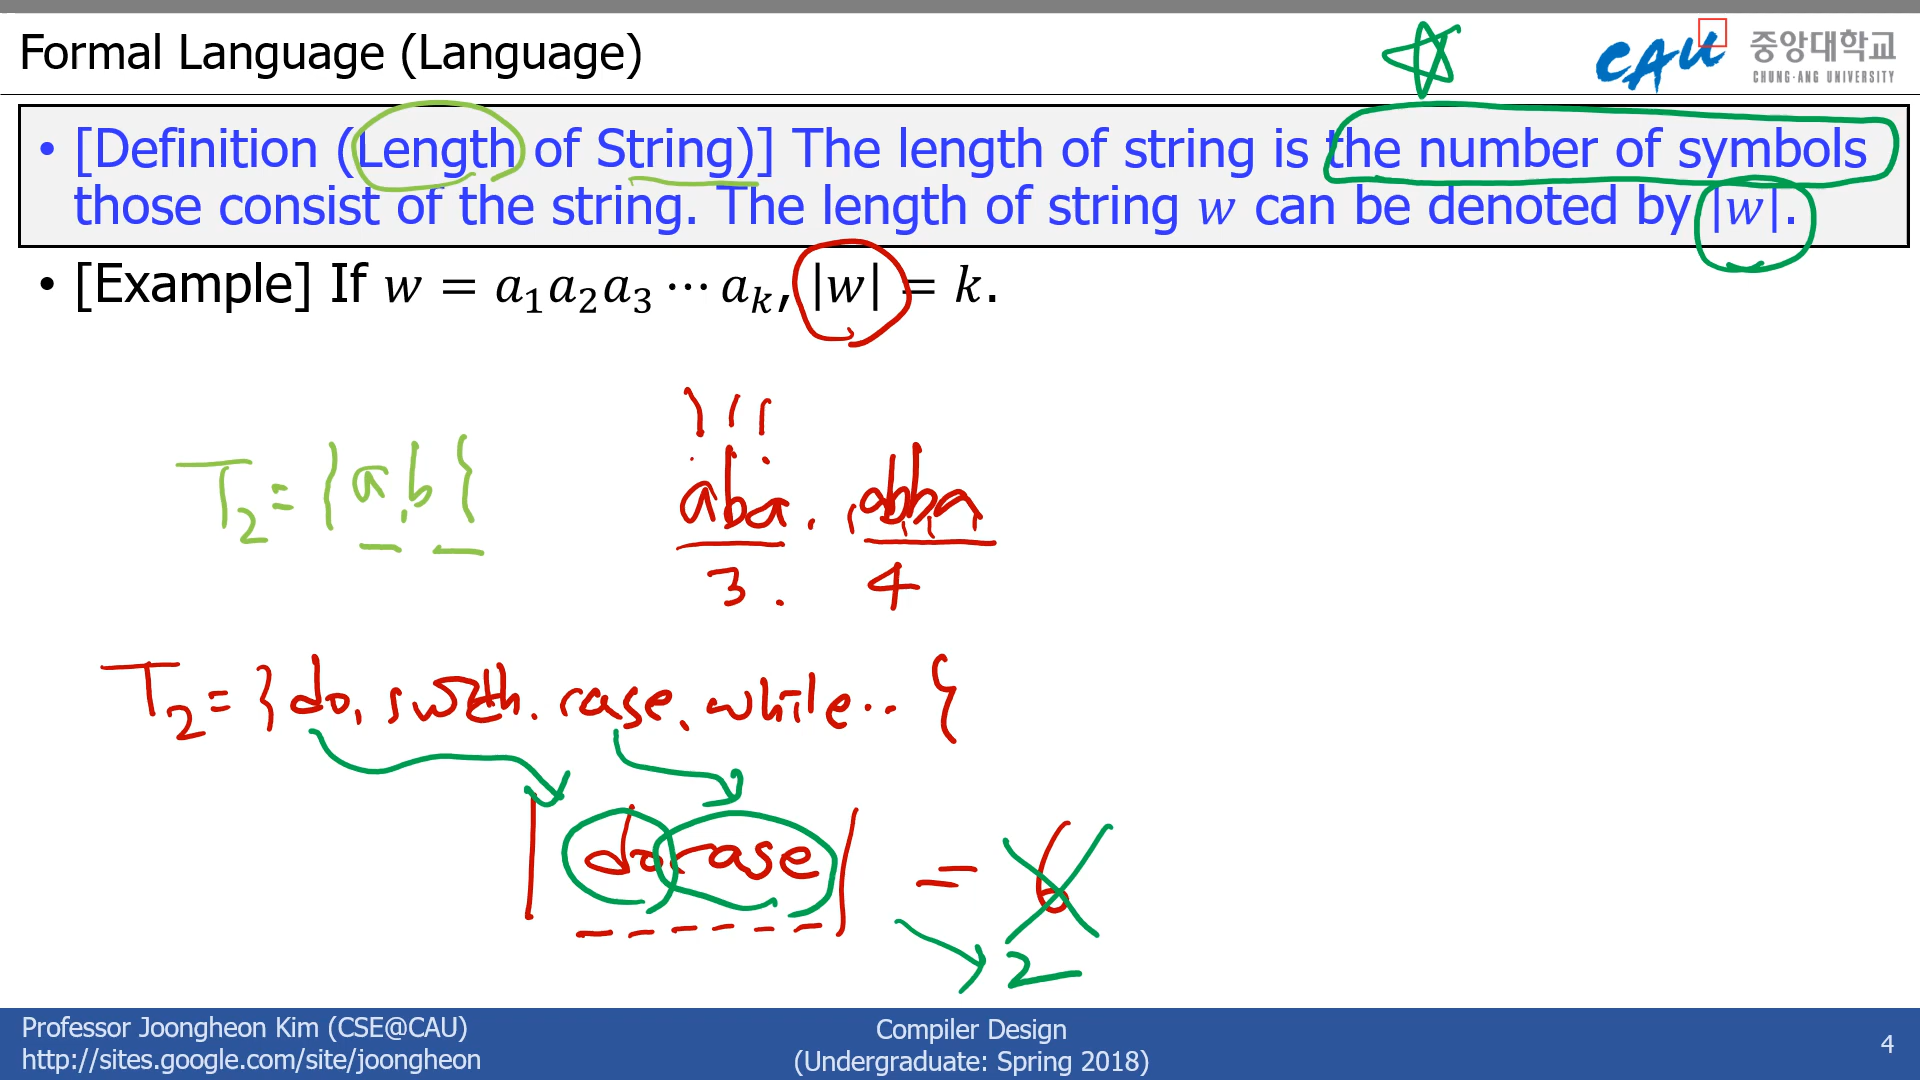 Formal Language (Language)
CAU 중앙대학교
CHUNG-ANG UNIVERSITY
• [Definition (Length of String)] The length of string is the number of symbols
those consist of the string. The length of string w can be denoted by |w|.
• [Example] If w = a₁a₂a₃ ⋯ aₖ, |w| = k.
T₂ = {a,b}
aba. abba
3. 4
T₂ = {do, switch. case, while.. }
|docase| = 6
2
Professor Joongheon Kim (CSE@CAU)
http://sites.google.com/site/joongheon
Compiler Design
(Undergraduate: Spring 2018)
4